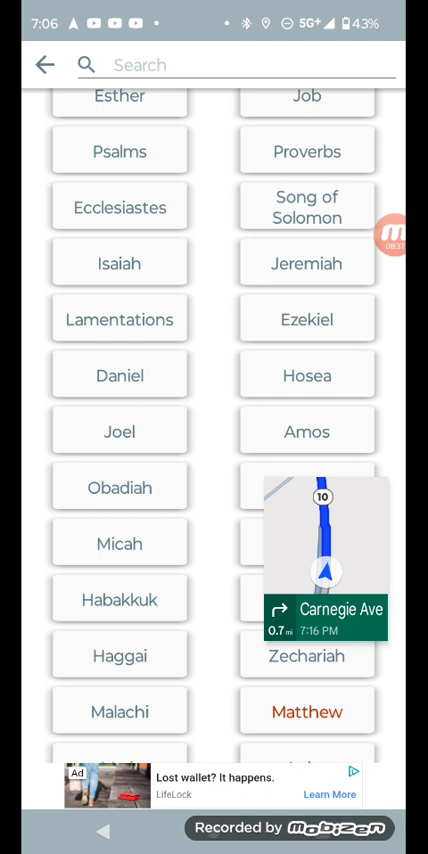 7:06 5G+ 43%
Search
Esther Job
Psalms Proverbs
Ecclesiastes Song of
Solomon
08:37
Isaiah Jeremiah
Lamentations Ezekiel
Daniel Hosea
Joel Amos
Obadiah
10
Micah
Habakkuk Carnegie Ave
0.7 mi 7:16 PM
Haggai Zechariah
Malachi Matthew
Ad Lost wallet? It happens.
LifeLock Learn More
Recorded by mobizen